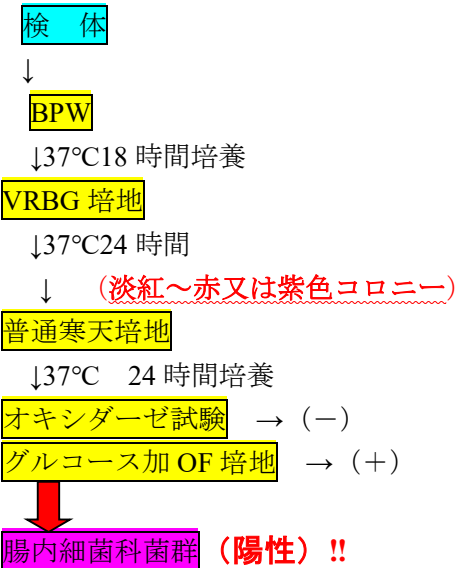 検　体
↓
BPW
↓37℃18 時間培養
VRBG 培地
↓37℃24 時間
↓　（淡紅～赤又は紫色コロニー）
普通寒天培地
↓37℃　24 時間培養
オキシダーゼ試験　→（－）
グルコース加 OF 培地　→（＋）
腸内細菌科菌群（陽性）!!